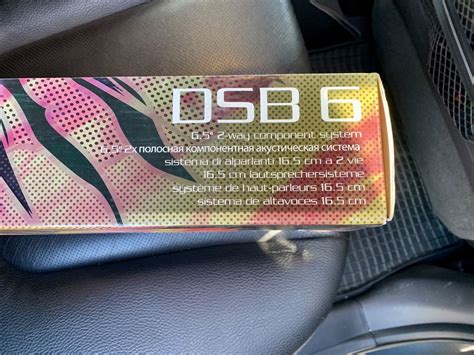 DSB 6
6,5" 2-way component system
6,5" 2х полосная компонентная акустическая система
sistema di alparlanti 16.5 cm a 2 vie
16.5 cm lautsprechersisteme
système de haut-parleurs 16.5 cm
sistema de altavoces 16.5 cm